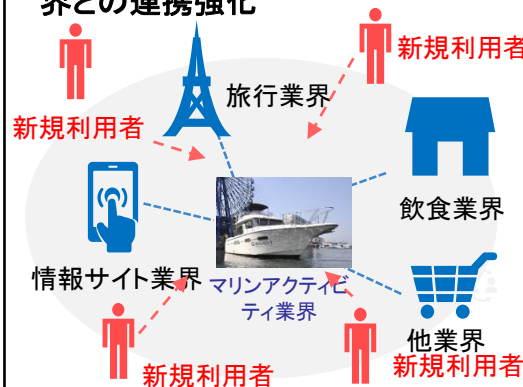 界との連携強化
新規利用者
旅行業界
新規利用者
飲食業界
情報サイト業界
マリンアクティビ
ティ業界
他業界
新規利用者
新規利用者